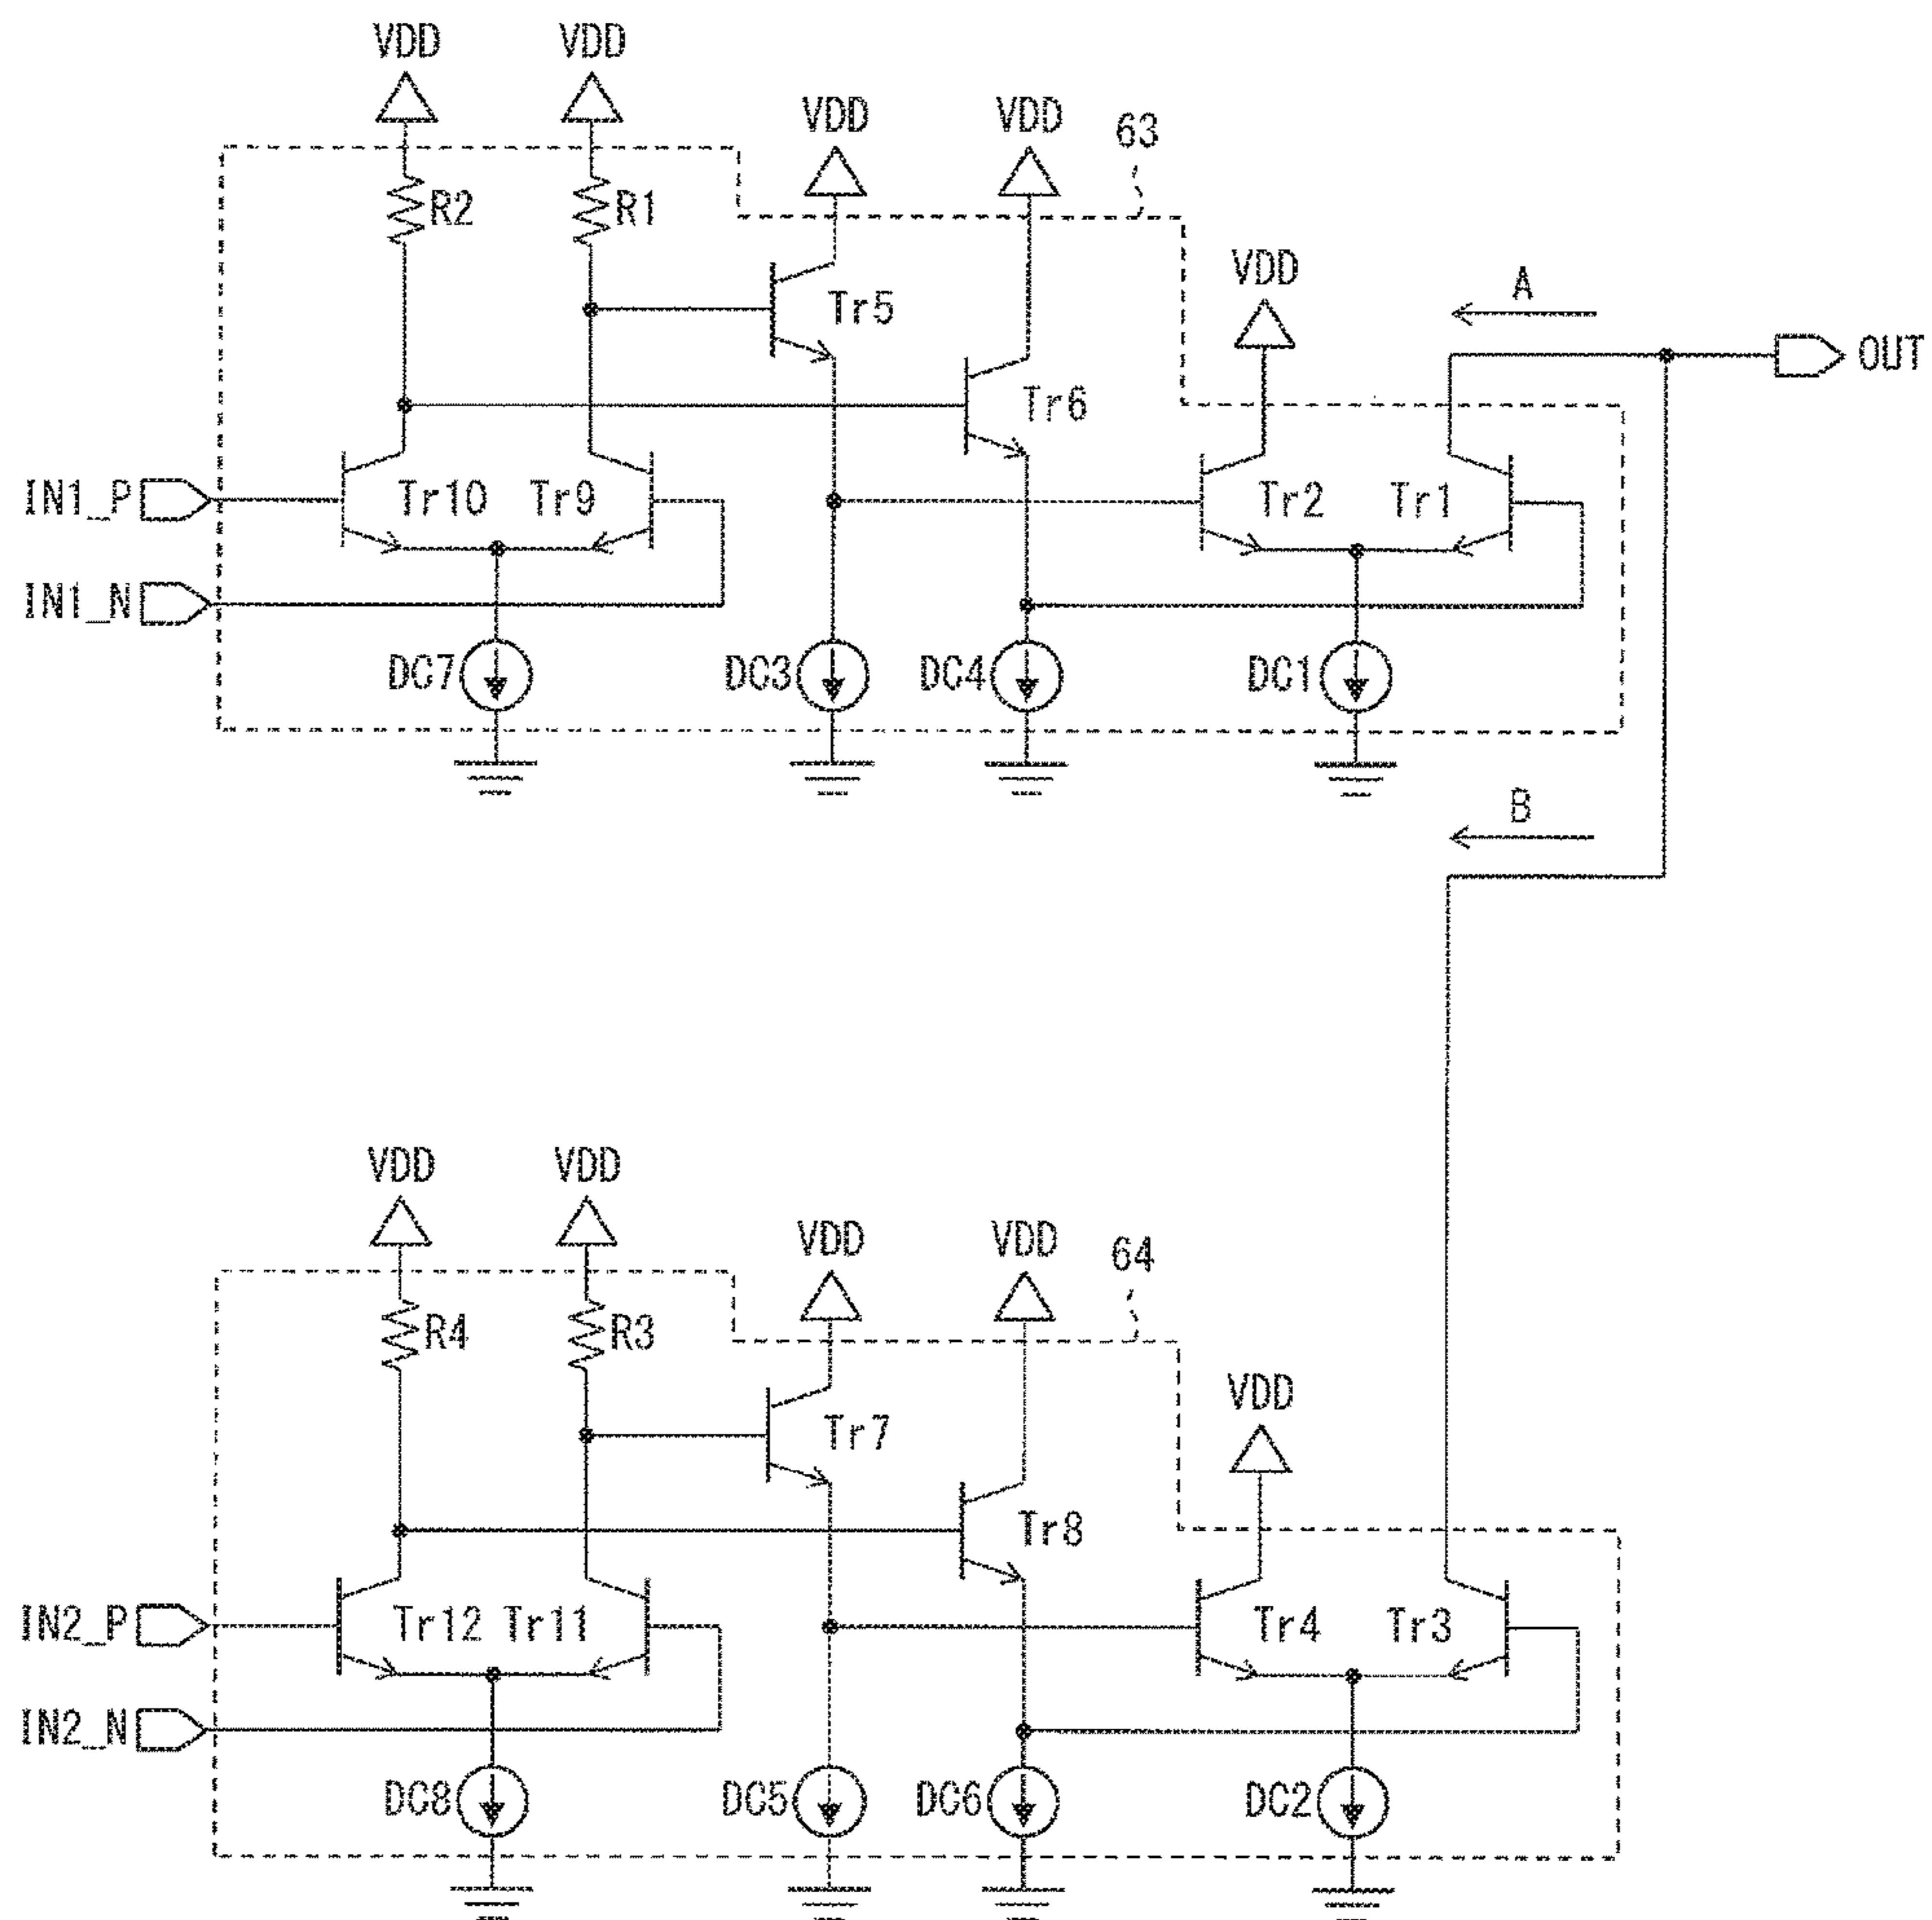 VDD VDD
VDD VDD 63
R2 R1
VDD A
Tr5
OUT
Tr6
IN1_P Tr10 Tr9 Tr2 Tr1
IN1_N
DC7 DC3 DC4 DC1
B
VDD VDD
VDD VDD 64
R4 R3
VDD
Tr7
Tr8
IN2_P Tr12 Tr11 Tr4 Tr3
IN2_N
DC8 DC5 DC6 DC2